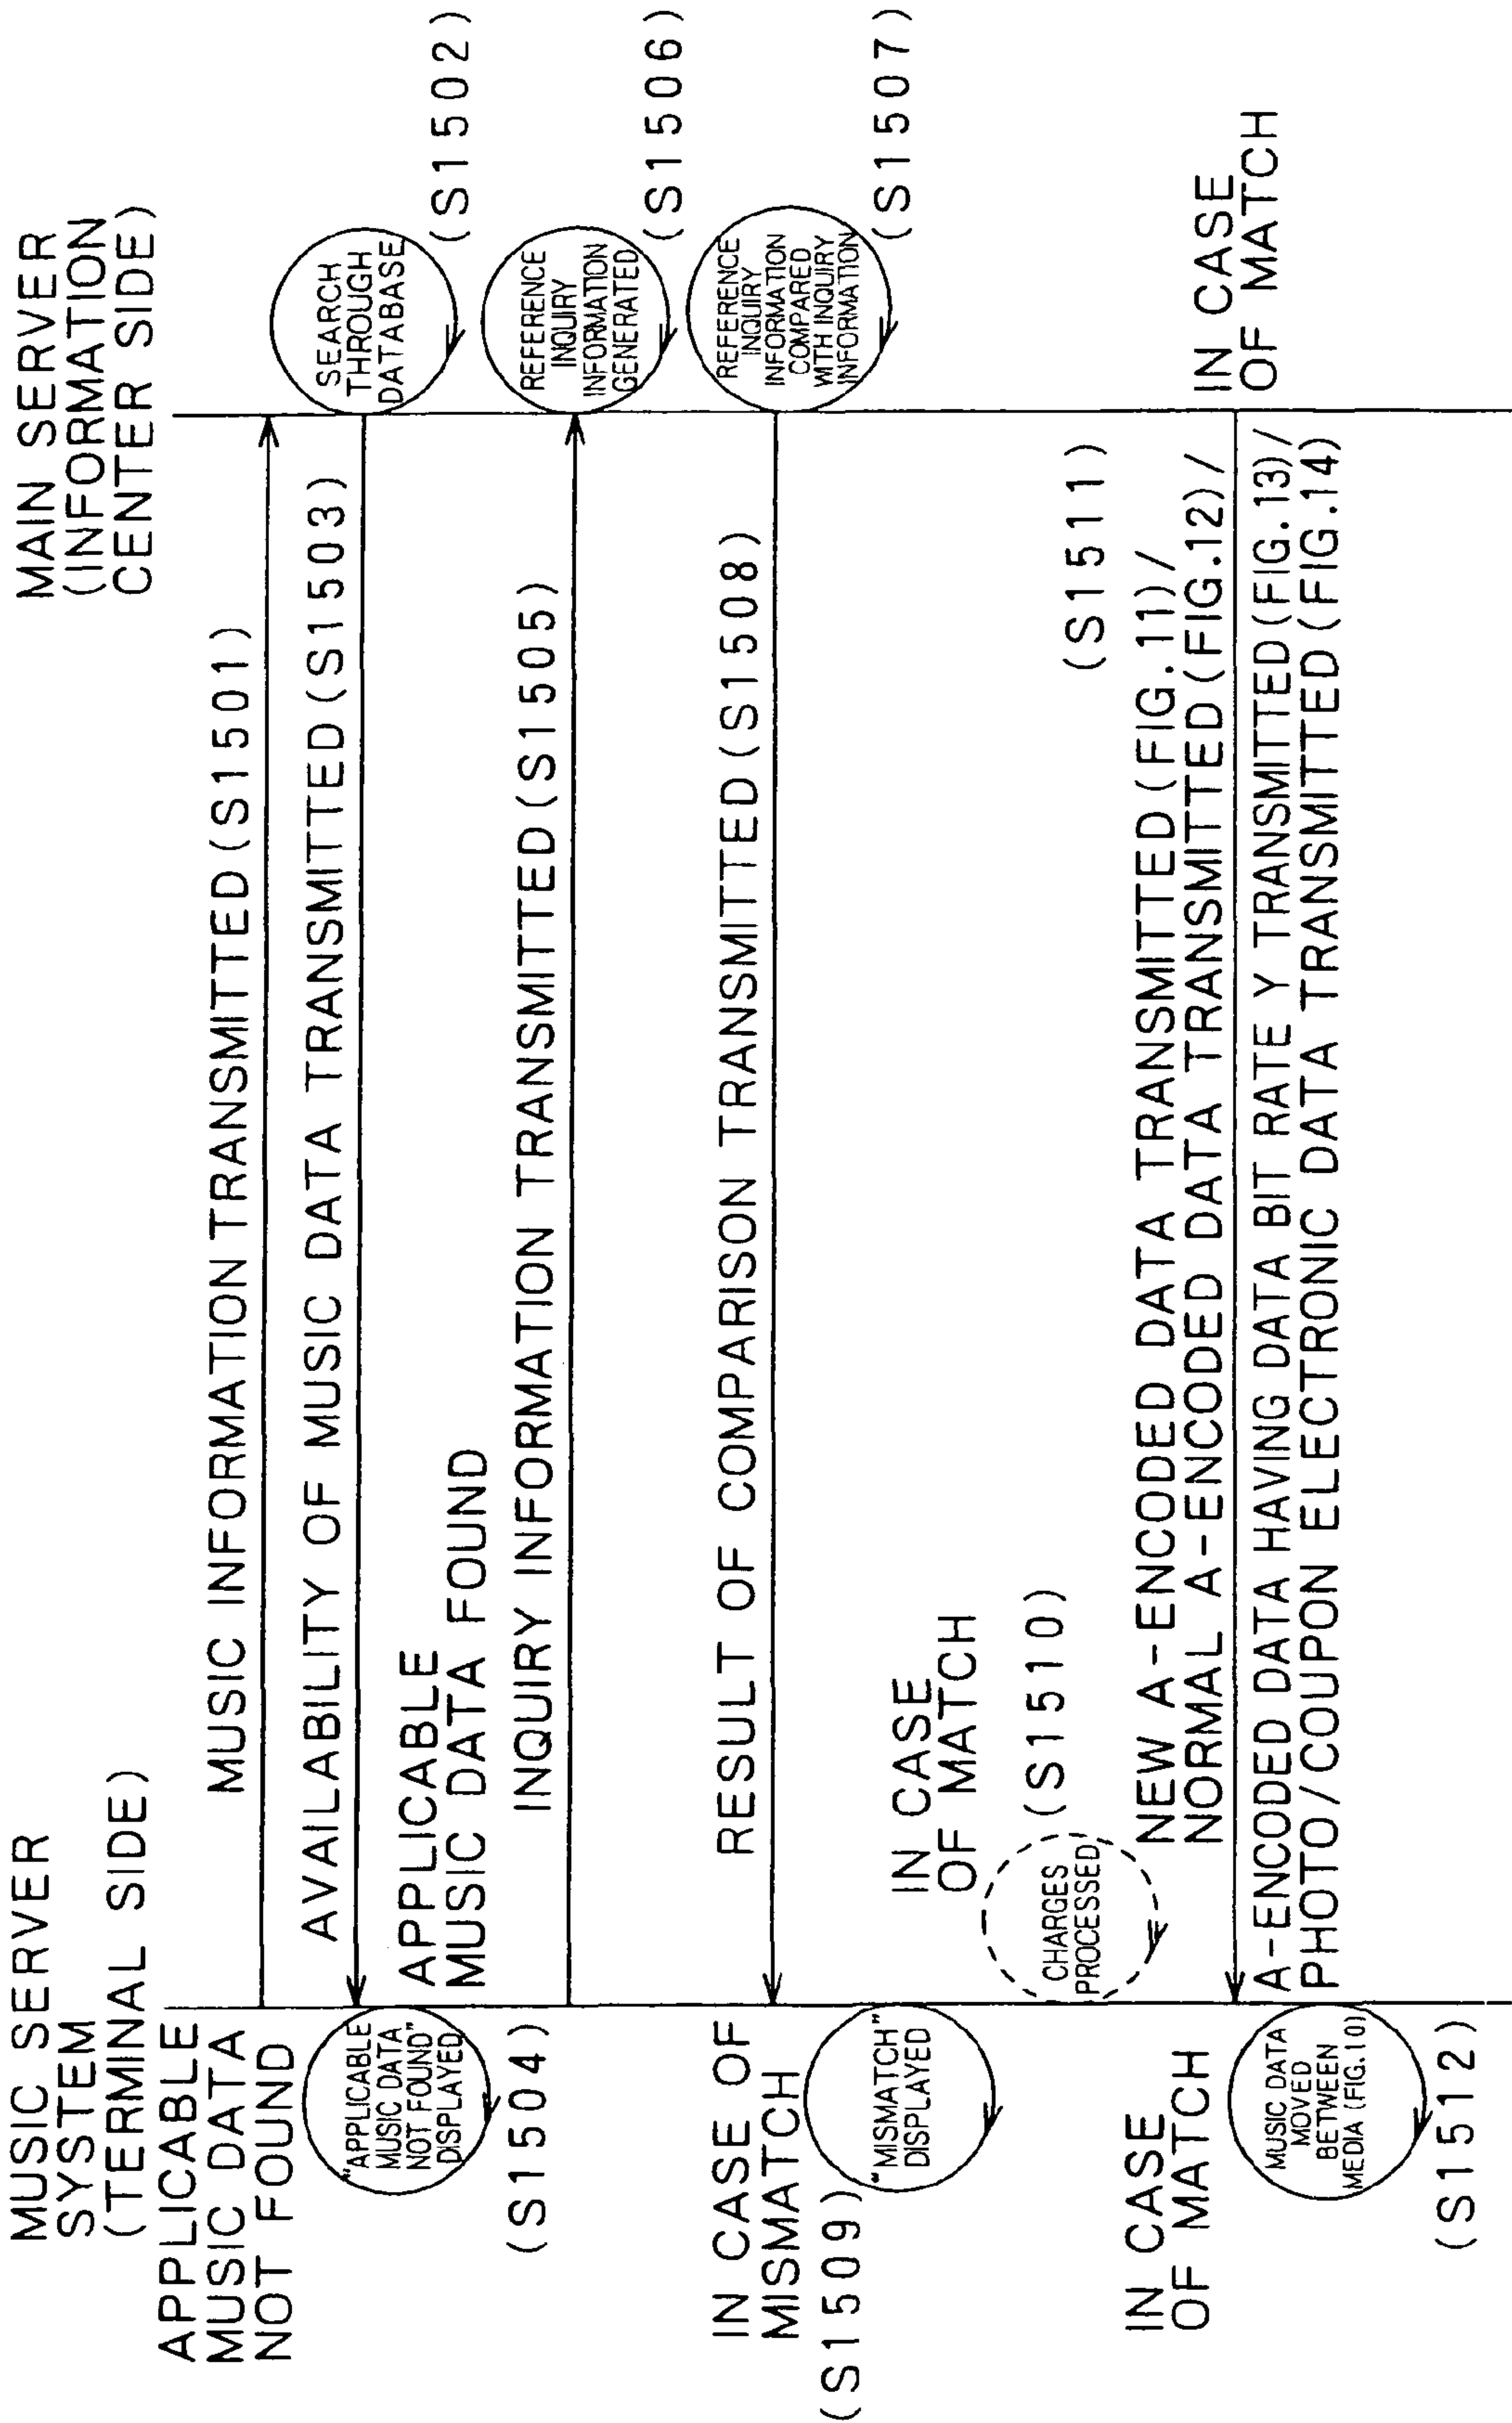 MUSIC SERVER
SYSTEM
(TERMINAL SIDE)
MAIN SERVER
(INFORMATION
CENTER SIDE)
APPLICABLE
MUSIC DATA
NOT FOUND
MUSIC INFORMATION TRANSMITTED(S1501)
SEARCH
THROUGH
DATABASE
(S1502)
AVAILABILITY OF MUSIC DATA TRANSMITTED(S1503)
"APPLICABLE
MUSIC DATA
NOT FOUND"
DISPLAYED
(S1504)
APPLICABLE
MUSIC DATA FOUND
INQUIRY INFORMATION TRANSMITTED(S1505)
REFERENCE
INQUIRY
INFORMATION
GENERATED
(S1506)
REFERENCE
INQUIRY
INFORMATION
COMPARED
WITH INQUIRY
INFORMATION
(S1507)
RESULT OF COMPARISON TRANSMITTED(S1508)
IN CASE OF
MISMATCH
(S1509)
"MISMATCH"
DISPLAYED
IN CASE
OF MATCH
CHARGES
PROCESSED
(S1510)
(S1511)
NEW A-ENCODED DATA TRANSMITTED(FIG.11)/
NORMAL A-ENCODED DATA TRANSMITTED(FIG.12)/
A-ENCODED DATA HAVING DATA BIT RATE Y TRANSMITTED(FIG.13)/
PHOTO/COUPON ELECTRONIC DATA TRANSMITTED(FIG.14)
IN CASE
OF MATCH
IN CASE
OF MATCH
MUSIC DATA
MOVED
BETWEEN
MEDIA (FIG.10)
(S1512)